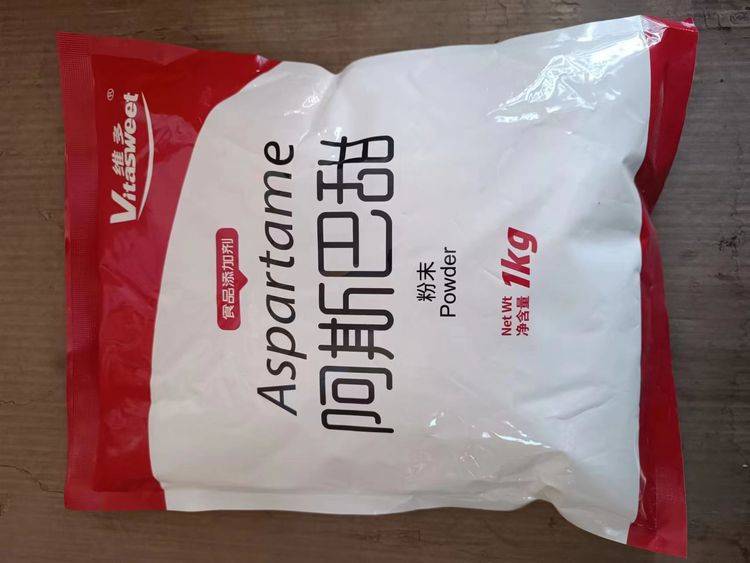 维多
®
Vitasweet
食品添加剂
Aspartame
阿斯巴甜
粉末
Powder
Net Wt
净含量
1kg